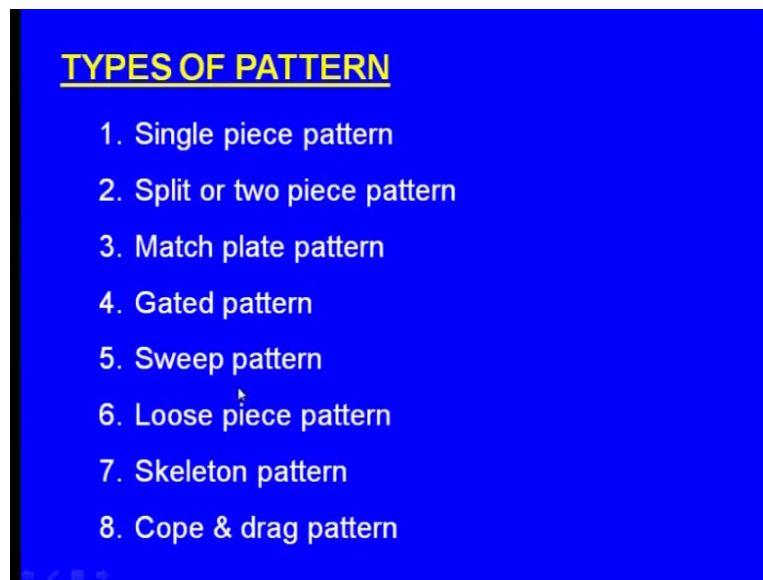 TYPES OF PATTERN
1. Single piece pattern
2. Split or two piece pattern
3. Match plate pattern
4. Gated pattern
5. Sweep pattern
6. Loose piece pattern
7. Skeleton pattern
8. Cope & drag pattern